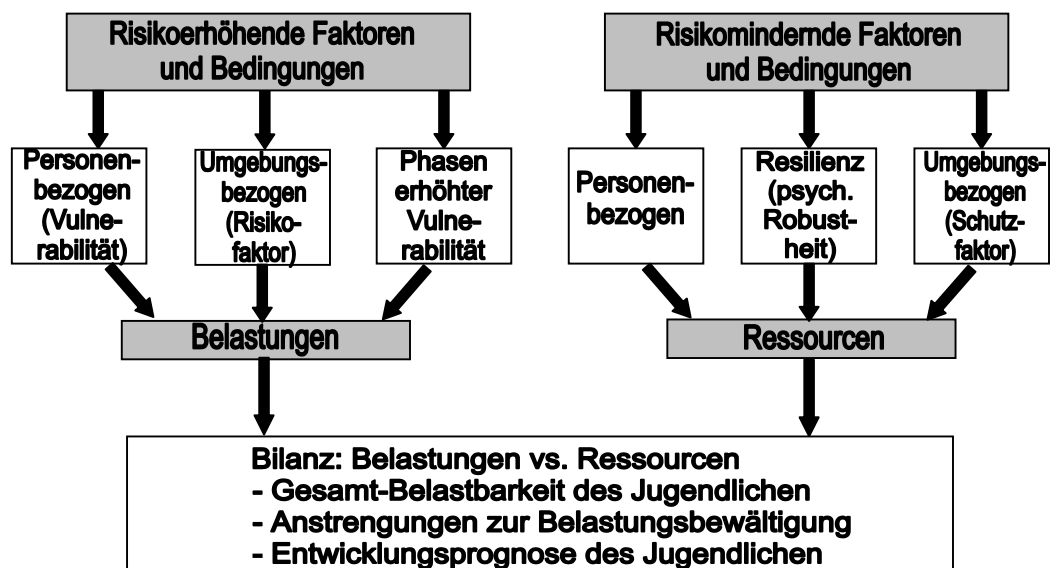 Risikoerhöhende Faktoren
und Bedingungen
Risikomindernde Faktoren
und Bedingungen
Personen-
bezogen
(Vulne-
rabilität)
Umgebungs-
bezogen
(Risiko-
faktor)
Phasen
erhöhter
Vulne-
rabilität
Personen-
bezogen
Resilienz
(psych.
Robust-
heit)
Umgebungs-
bezogen
(Schutz-
faktor)
Belastungen
Ressourcen
Bilanz: Belastungen vs. Ressourcen
- Gesamt-Belastbarkeit des Jugendlichen
- Anstrengungen zur Belastungsbewältigung
- Entwicklungsprognose des Jugendlichen